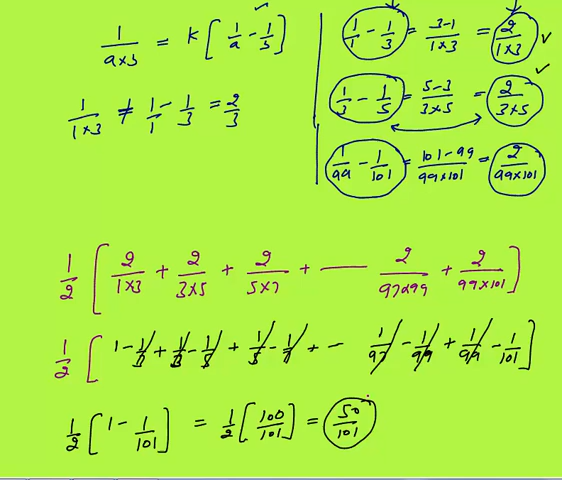 1/(a×b) = K[1/a - 1/b]
1/(1×3) ≠ 1/1 - 1/3 = 2/3
1/1 - 1/3 = (3-1)/(1×3) = 2/(1×3)
1/3 - 1/5 = (5-3)/(3×5) = 2/(3×5)
1/99 - 1/101 = (101-99)/(99×101) = 2/(99×101)
1/2 [2/(1×3) + 2/(3×5) + 2/(5×7) + — 2/(97×99) + 2/(99×101)]
1/2 [1 - 1/3 + 1/3 - 1/5 + 1/5 - 1/7 + - 1/97 - 1/99 + 1/99 - 1/101]
1/2 [1 - 1/101] = 1/2 [100/101] = 50/101